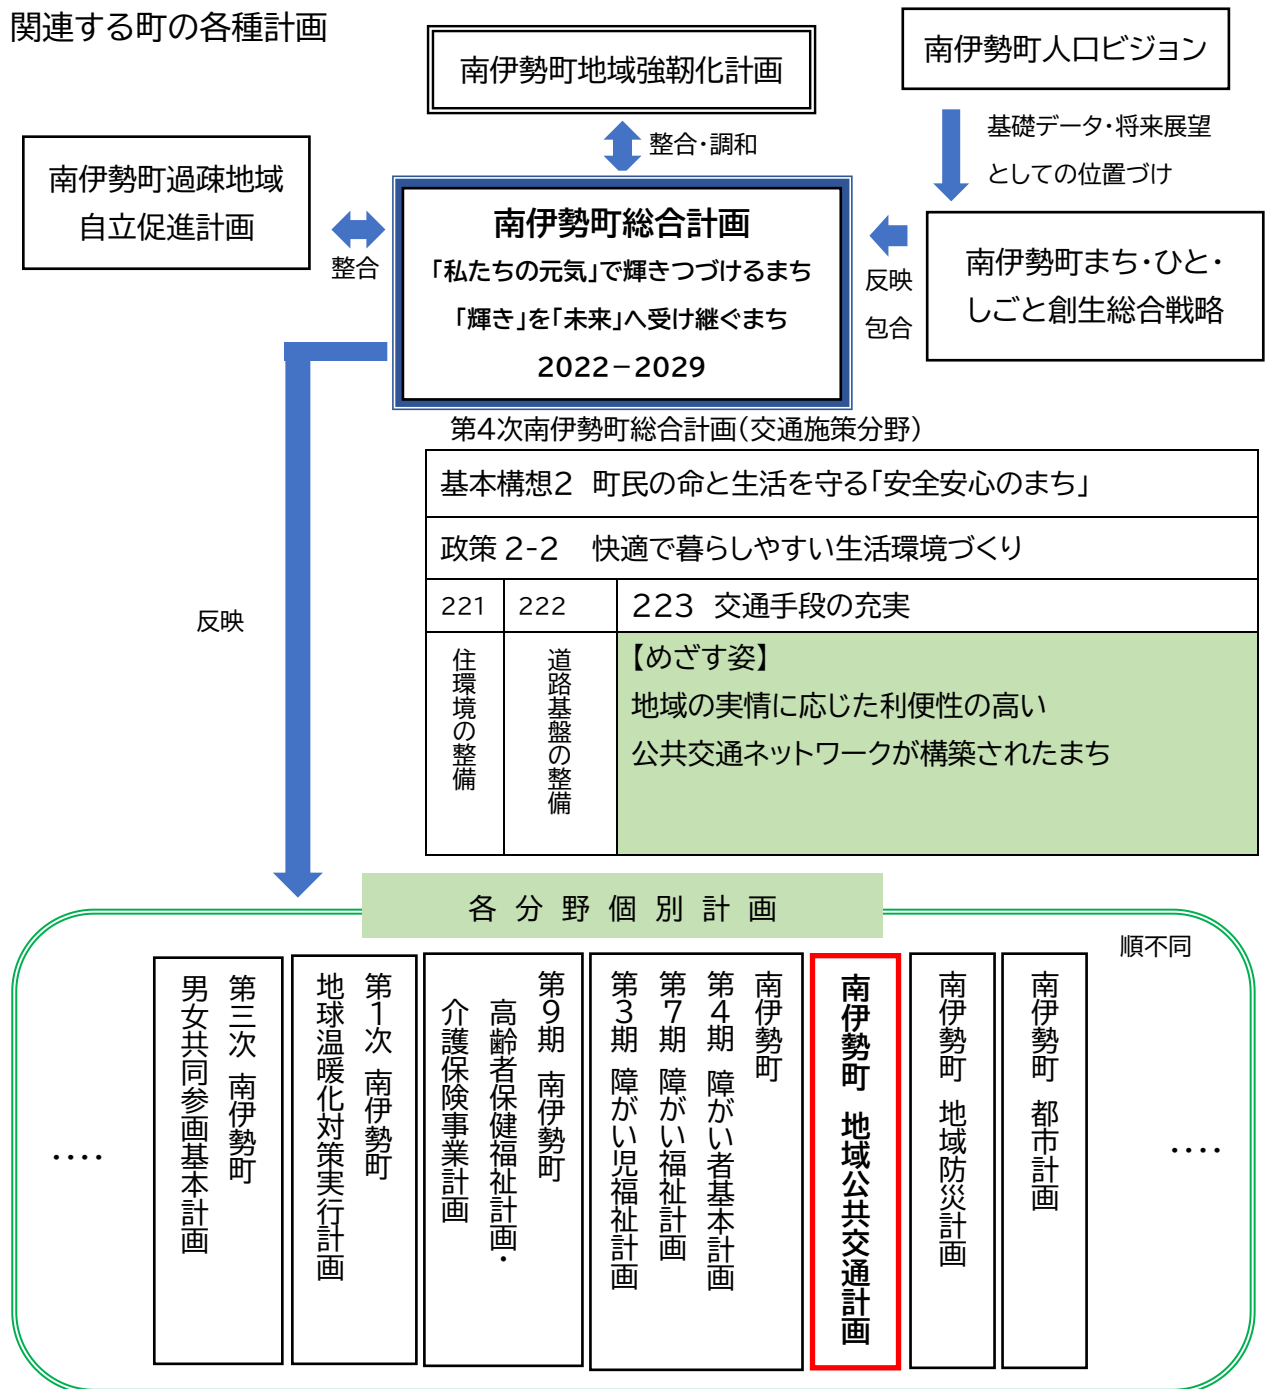 関連する町の各種計画
南伊勢町地域強靭化計画
南伊勢町人口ビジョン
整合・調和
基礎データ・将来展望
としての位置づけ
南伊勢町過疎地域
自立促進計画
整合
南伊勢町総合計画
「私たちの元気」で輝きつづけるまち
「輝き」を「未来」へ受け継ぐまち
2022－2029
反映
包合
南伊勢町まち・ひと・
しごと創生総合戦略
第4次南伊勢町総合計画（交通施策分野）
基本構想2 町民の命と生活を守る「安全安心のまち」
政策 2-2 快適で暮らしやすい生活環境づくり
221
222
223 交通手段の充実
住環境の整備
道路基盤の整備
【めざす姿】
地域の実情に応じた利便性の高い
公共交通ネットワークが構築されたまち
反映
各分野個別計画
順不同
‥‥
第三次 南伊勢町
男女共同参画基本計画
第1次 南伊勢町
地球温暖化対策実行計画
第9期 南伊勢町
高齢者保健福祉計画・
介護保険事業計画
南伊勢町
第4期 障がい者基本計画
第7期 障がい福祉計画
第3期 障がい児福祉計画
南伊勢町 地域公共交通計画
南伊勢町 地域防災計画
南伊勢町 都市計画
‥‥